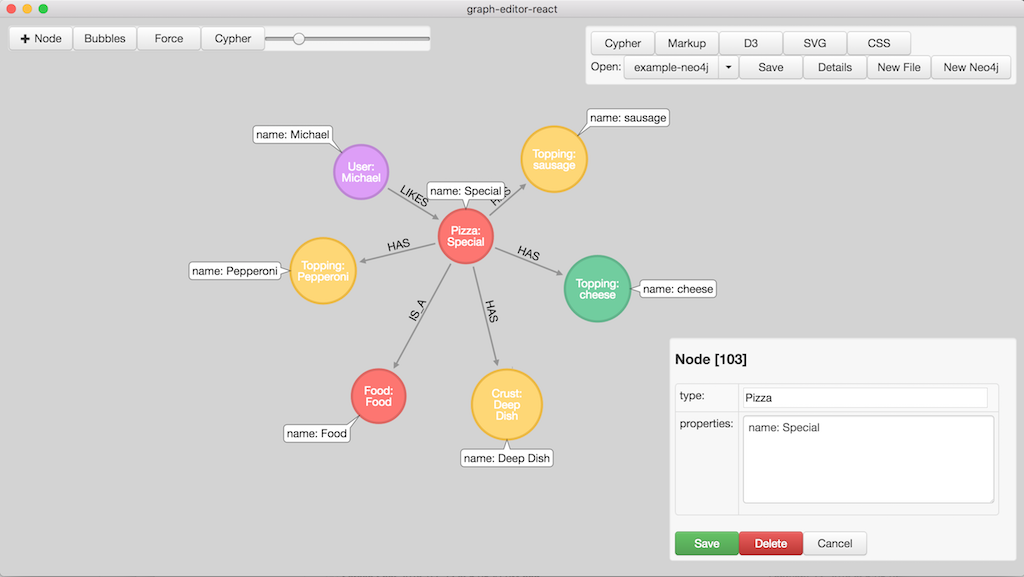 graph-editor-react
+ Node Bubbles Force Cypher
Cypher Markup D3 SVG CSS
Open: example-neo4j Save Details New File New Neo4j
name: sausage
name: Michael
Topping:
sausage
User:
Michael
LIKES
name: Special
Pizza:
Special
HAS
HAS
Topping:
Pepperoni
name: Pepperoni
Topping:
cheese
name: cheese
IS_A
HAS
Food:
Food
name: Food
Crust:
Deep
Dish
name: Deep Dish
Node [103]
type: Pizza
properties: name: Special
Save Delete Cancel